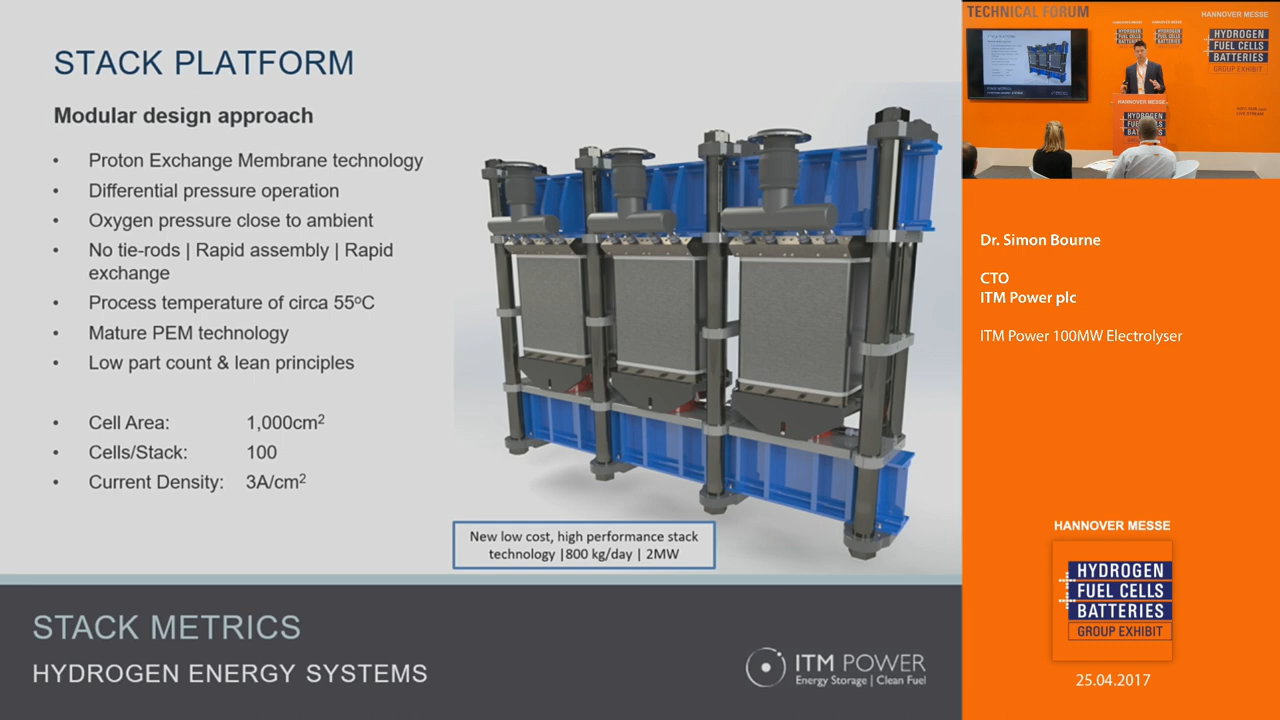 STACK PLATFORM
Modular design approach
• Proton Exchange Membrane technology
• Differential pressure operation
• Oxygen pressure close to ambient
• No tie-rods | Rapid assembly | Rapid
exchange
• Process temperature of circa 55ºC
• Mature PEM technology
• Low part count & lean principles
• Cell Area: 1,000cm²
• Cells/Stack: 100
• Current Density: 3A/cm²
New low cost, high performance stack
technology |800 kg/day | 2MW
STACK METRICS
HYDROGEN ENERGY SYSTEMS
ITM POWER
Energy Storage | Clean Fuel
TECHNICAL FORUM
HANNOVER MESSE
HYDROGEN
FUEL CELLS
BATTERIES
GROUP EXHIBIT
HANNOVER MESSE
HYDROGEN
FUEL CELLS
Dr. Simon Bourne
CTO
ITM Power plc
ITM Power 100MW Electrolyser
HANNOVER MESSE
HYDROGEN
FUEL CELLS
BATTERIES
GROUP EXHIBIT
25.04.2017